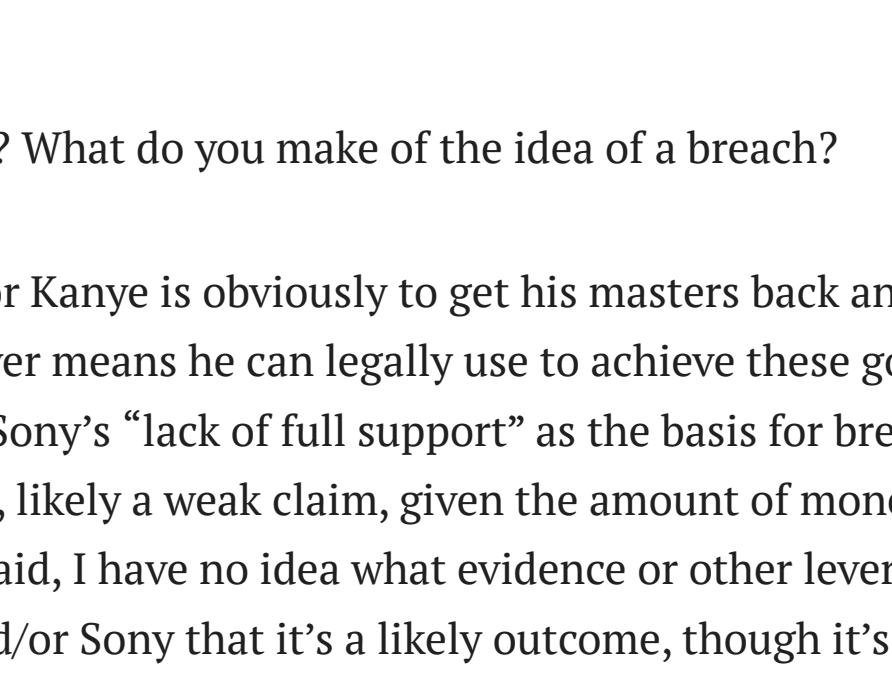 ? What do you make of the idea of a breach?
or Kanye is obviously to get his masters back an
er means he can legally use to achieve these go
Sony’s “lack of full support” as the basis for bre
, likely a weak claim, given the amount of mon
aid, I have no idea what evidence or other lever
d/or Sony that it’s a likely outcome, though it’s